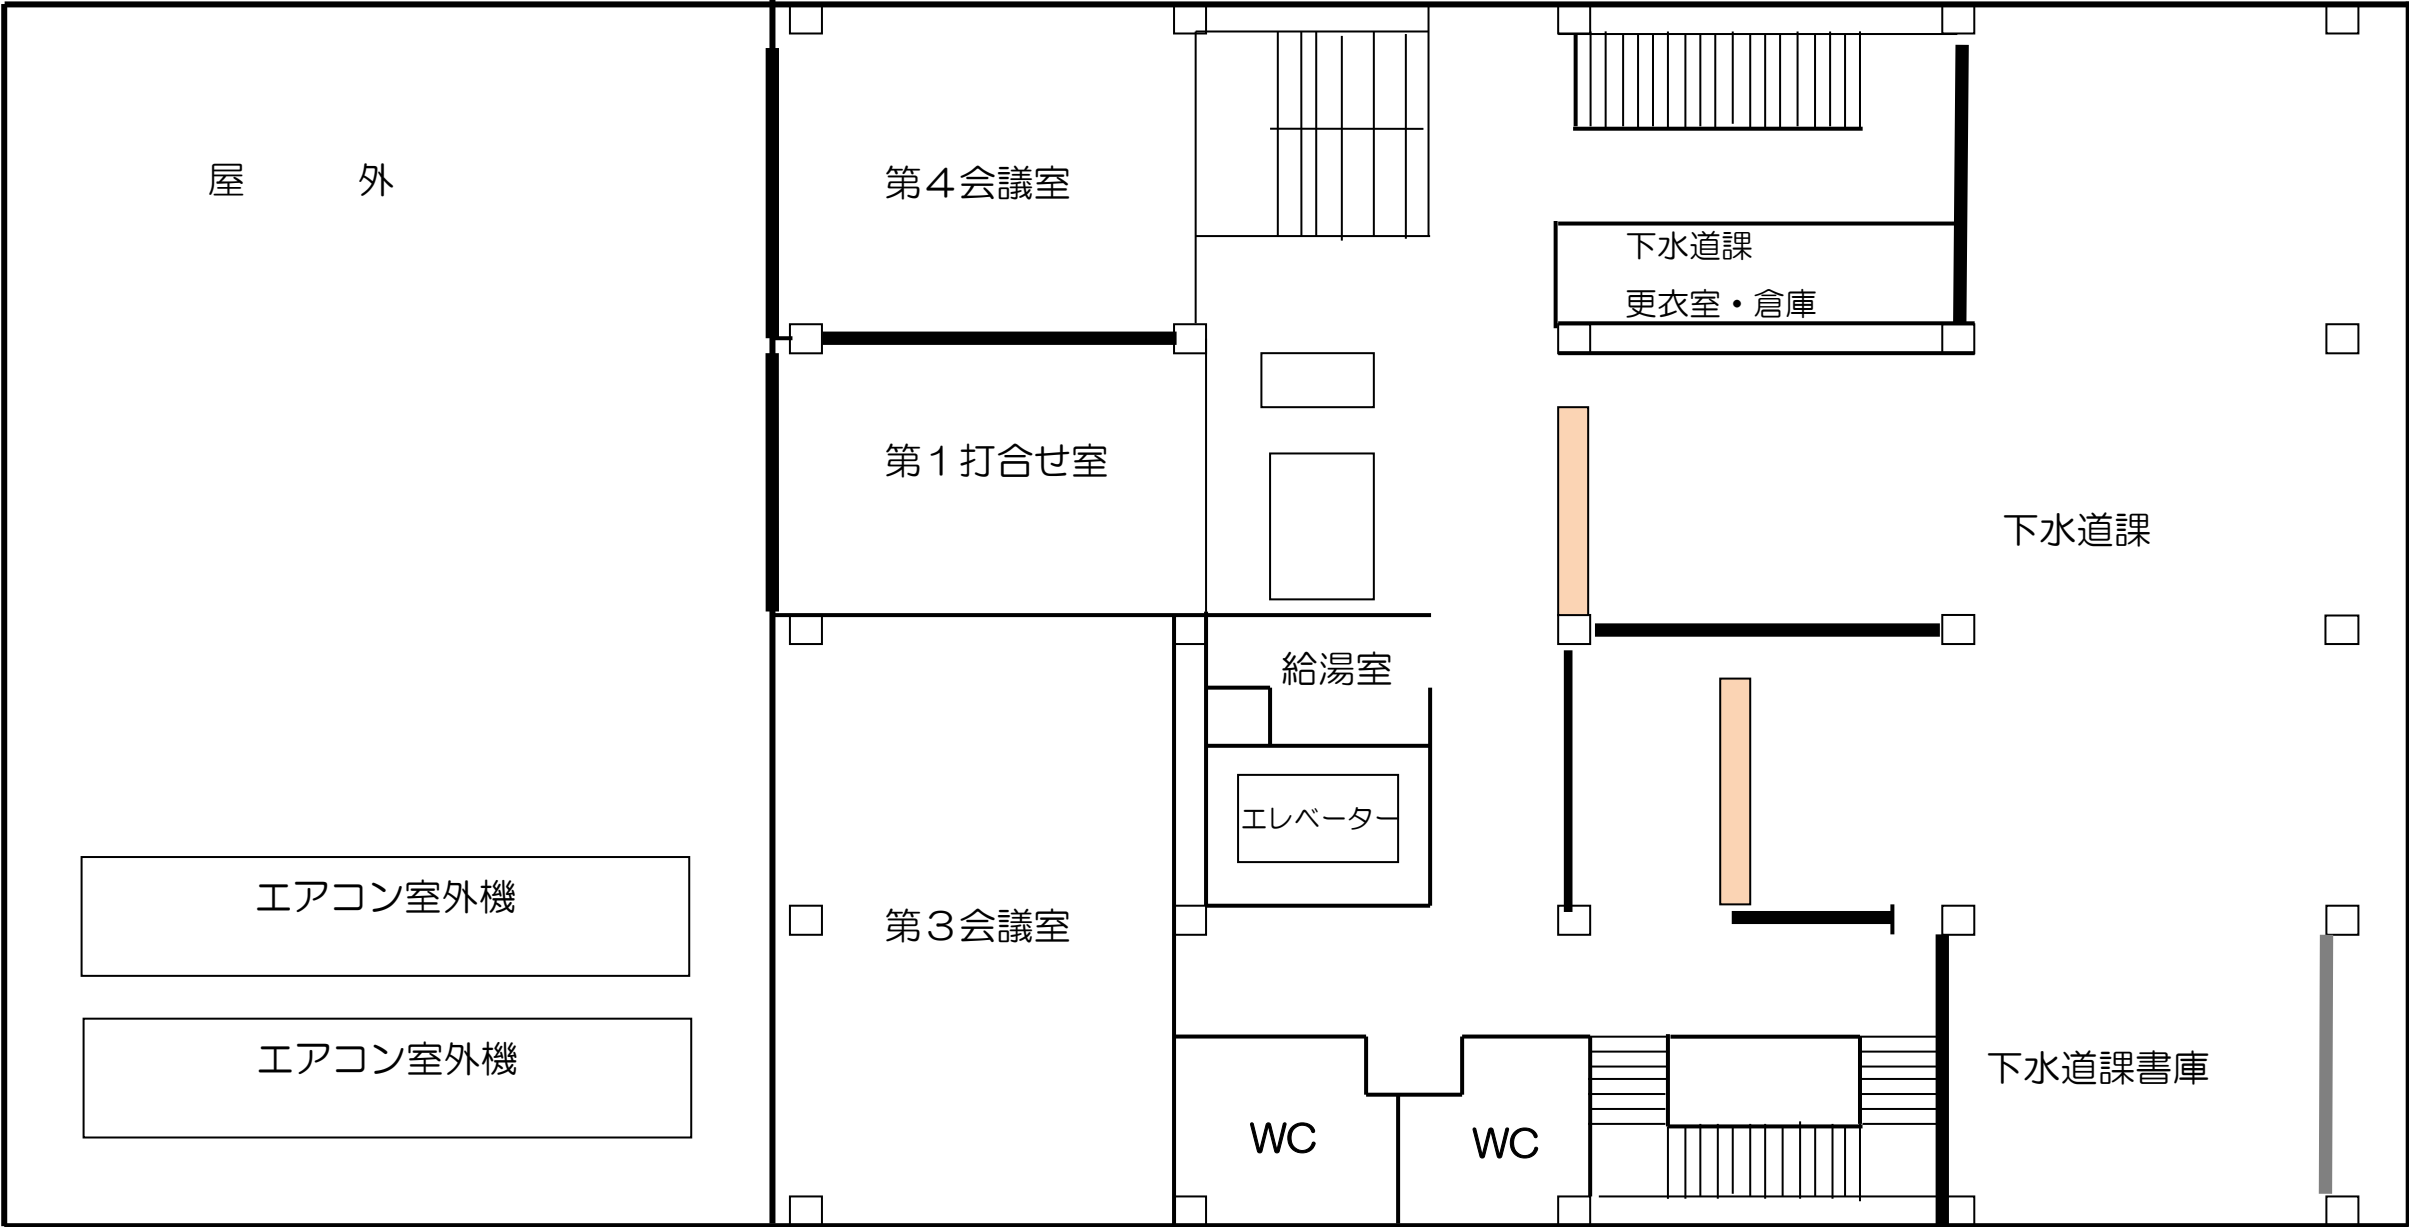 屋　外
第４会議室
下水道課
更衣室・倉庫
第１打合せ室
下水道課
給湯室
エレベーター
エアコン室外機
第３会議室
エアコン室外機
下水道課書庫
WC
WC